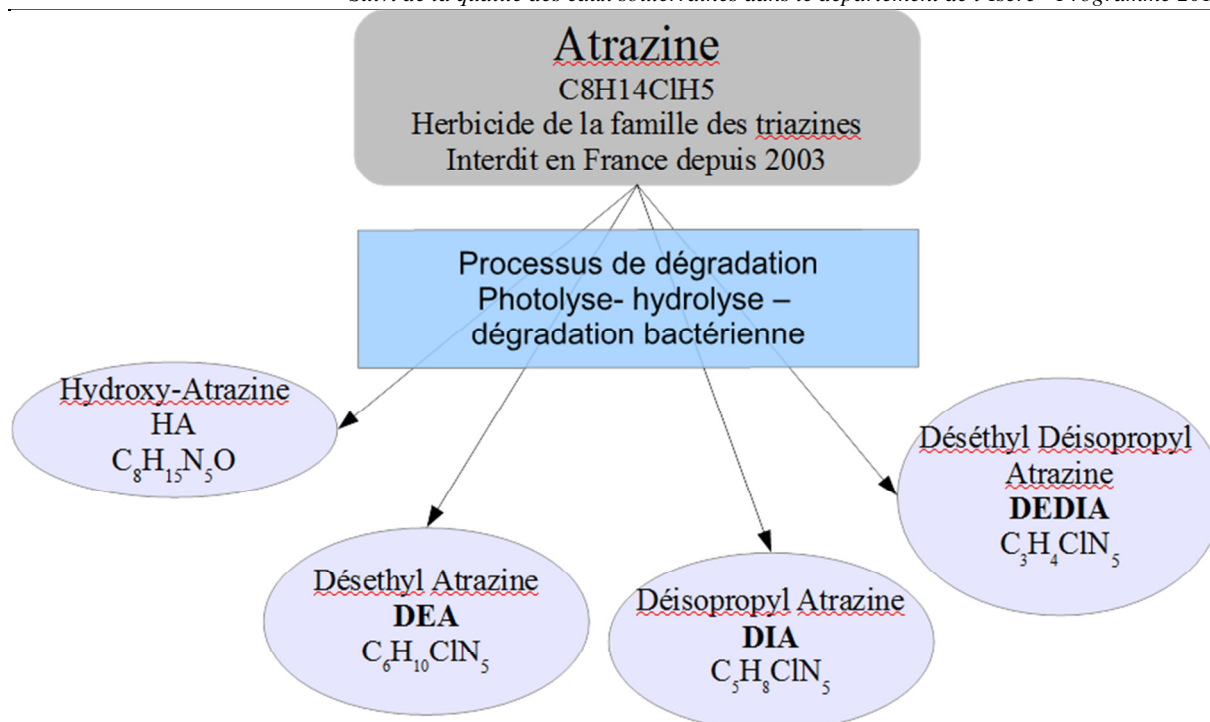 Suivi de la qualité des eaux souterraines dans le département de l'Isère - Programme 201
Atrazine
C8H14ClH5
Herbicide de la famille des triazines
Interdit en France depuis 2003
Processus de dégradation
Photolyse- hydrolyse –
dégradation bactérienne
Hydroxy-Atrazine
HA
C₈H₁₅N₅O
Déséthyl Déisopropyl
Atrazine
DEDIA
C₃H₄ClN₅
Désethyl Atrazine
DEA
C₆H₁₀ClN₅
Déisopropyl Atrazine
DIA
C₅H₈ClN₅